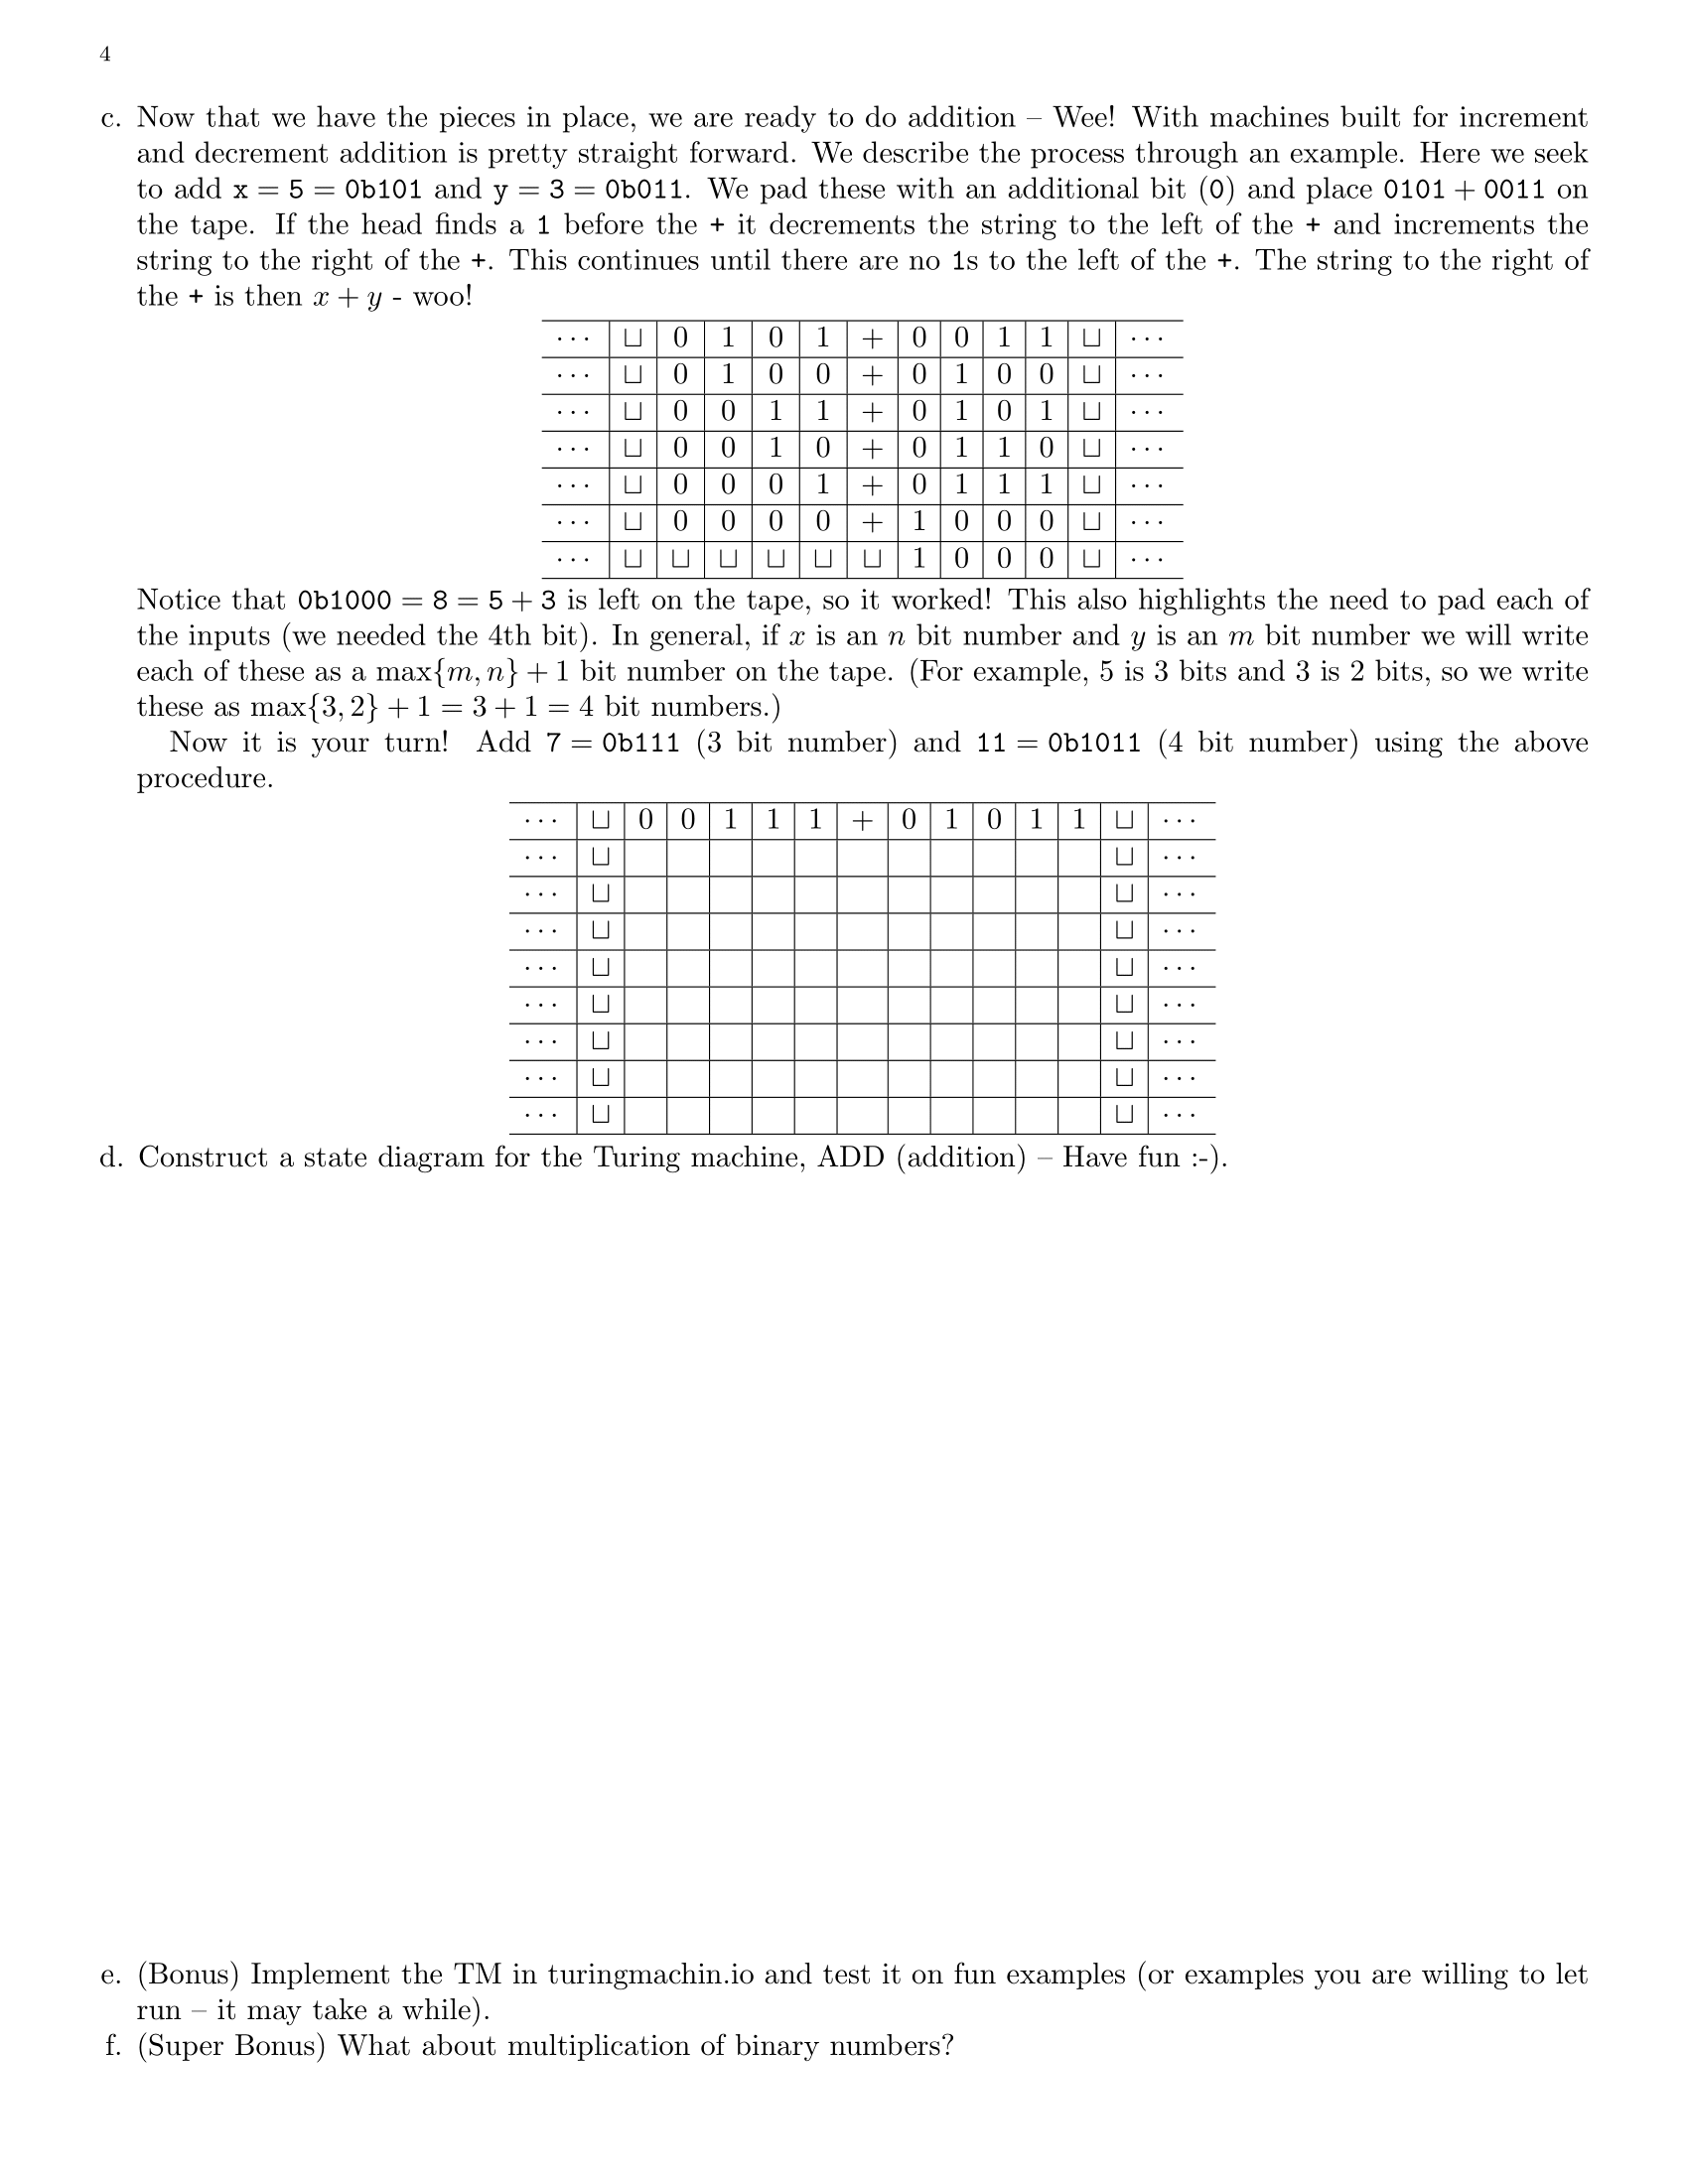 4
c. Now that we have the pieces in place, we are ready to do addition – Wee! With machines built for increment
and decrement addition is pretty straight forward. We describe the process through an example. Here we seek
to add x = 5 = 0b101 and y = 3 = 0b011. We pad these with an additional bit (0) and place 0101 + 0011 on
the tape. If the head finds a 1 before the + it decrements the string to the left of the + and increments the
string to the right of the +. This continues until there are no 1s to the left of the +. The string to the right of
the + is then x + y - woo!
··· ⊔ 0 1 0 1 + 0 0 1 1 ⊔ ···
··· ⊔ 0 1 0 0 + 0 1 0 0 ⊔ ···
··· ⊔ 0 0 1 1 + 0 1 0 1 ⊔ ···
··· ⊔ 0 0 1 0 + 0 1 1 0 ⊔ ···
··· ⊔ 0 0 0 1 + 0 1 1 1 ⊔ ···
··· ⊔ 0 0 0 0 + 1 0 0 0 ⊔ ···
··· ⊔ ⊔ ⊔ ⊔ ⊔ ⊔ 1 0 0 0 ⊔ ···
Notice that 0b1000 = 8 = 5 + 3 is left on the tape, so it worked! This also highlights the need to pad each of
the inputs (we needed the 4th bit). In general, if x is an n bit number and y is an m bit number we will write
each of these as a max{m, n} + 1 bit number on the tape. (For example, 5 is 3 bits and 3 is 2 bits, so we write
these as max{3, 2} + 1 = 3 + 1 = 4 bit numbers.)
Now it is your turn! Add 7 = 0b111 (3 bit number) and 11 = 0b1011 (4 bit number) using the above
procedure.
··· ⊔ 0 0 1 1 1 + 0 1 0 1 1 ⊔ ···
··· ⊔ ⊔ ···
··· ⊔ ⊔ ···
··· ⊔ ⊔ ···
··· ⊔ ⊔ ···
··· ⊔ ⊔ ···
··· ⊔ ⊔ ···
··· ⊔ ⊔ ···
··· ⊔ ⊔ ···
d. Construct a state diagram for the Turing machine, ADD (addition) – Have fun :-).
e. (Bonus) Implement the TM in turingmachin.io and test it on fun examples (or examples you are willing to let
run – it may take a while).
f. (Super Bonus) What about multiplication of binary numbers?